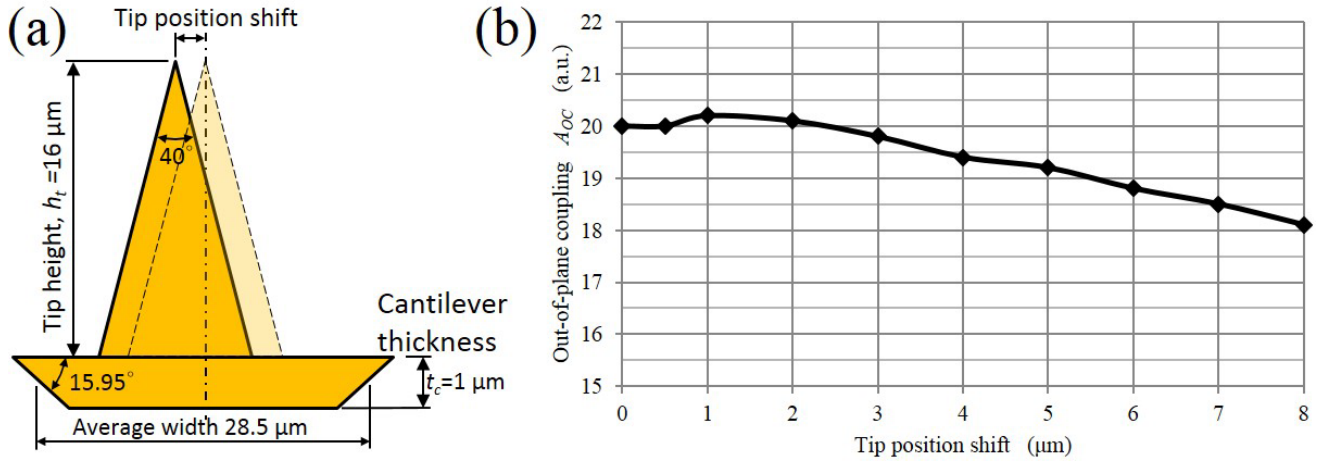 (a)
Tip position shift
Tip height, hₜ =16 μm
40°
Cantilever
thickness
15.95°
t_c=1 μm
Average width 28.5 μm
(b)
Out-of-plane coupling A_OC (a.u.)
22
21
20
19
18
17
16
15
0 1 2 3 4 5 6 7 8
Tip position shift (μm)